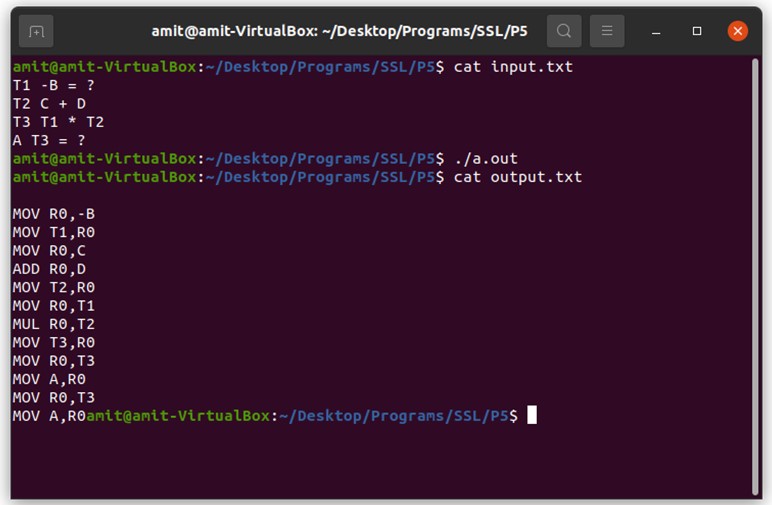 amit@amit-VirtualBox: ~/Desktop/Programs/SSL/P5
amit@amit-VirtualBox:~/Desktop/Programs/SSL/P5$ cat input.txt
T1 -B = ?
T2 C + D
T3 T1 * T2
A T3 = ?
amit@amit-VirtualBox:~/Desktop/Programs/SSL/P5$ ./a.out
amit@amit-VirtualBox:~/Desktop/Programs/SSL/P5$ cat output.txt
MOV R0,-B
MOV T1,R0
MOV R0,C
ADD R0,D
MOV T2,R0
MOV R0,T1
MUL R0,T2
MOV T3,R0
MOV R0,T3
MOV A,R0
MOV R0,T3
MOV A,R0amit@amit-VirtualBox:~/Desktop/Programs/SSL/P5$